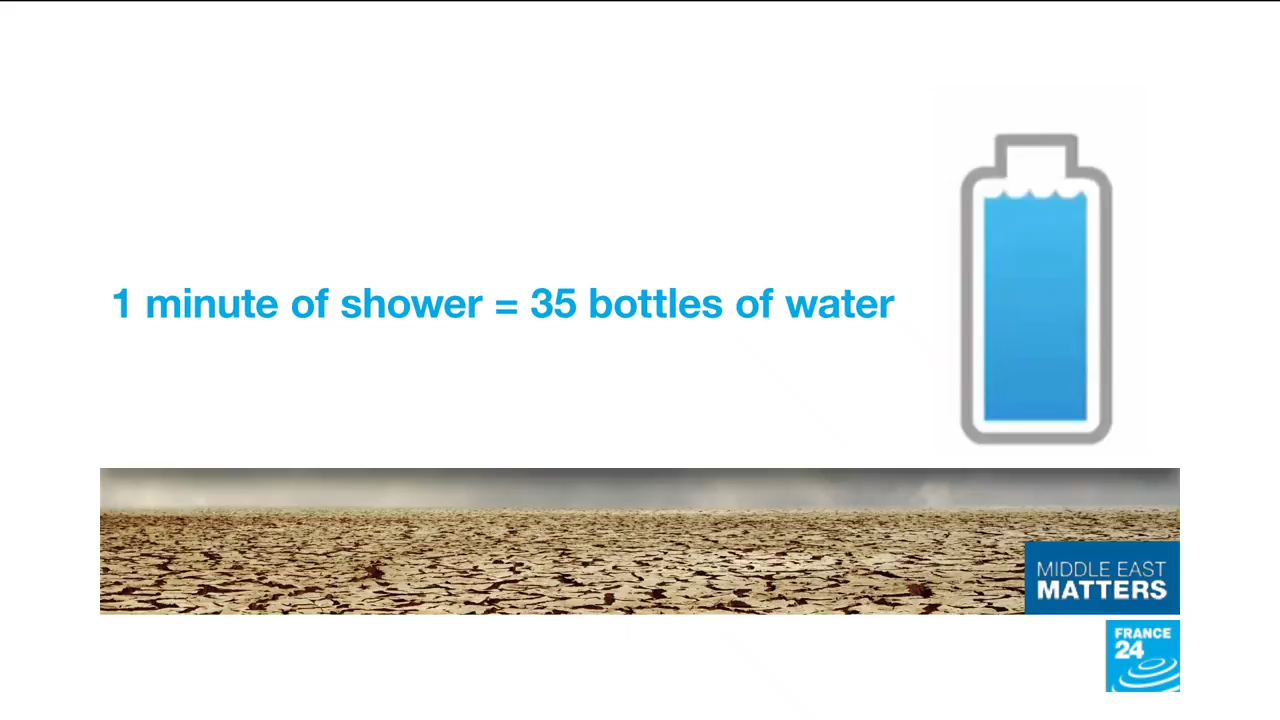 1 minute of shower = 35 bottles of water
MIDDLE EAST
MATTERS
FRANCE
24